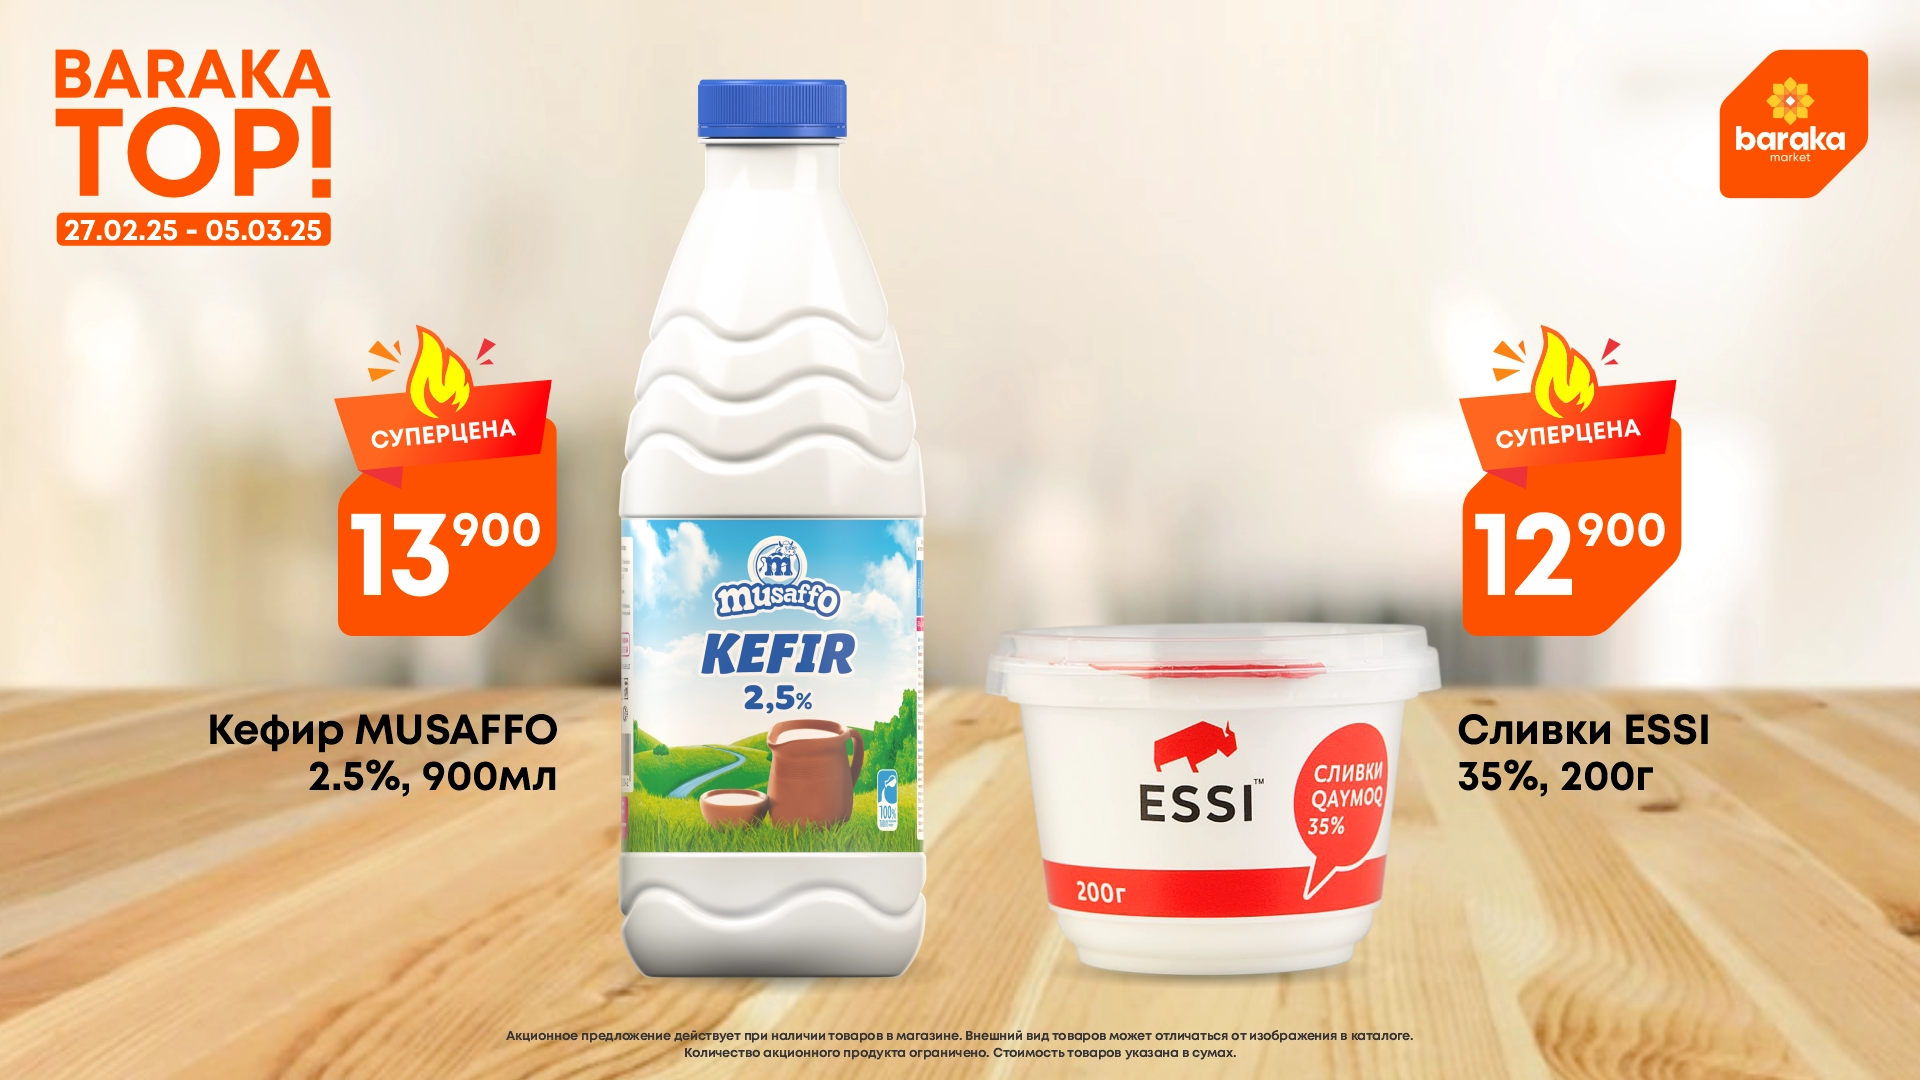 BARAKA
TOP!
27.02.25 - 05.03.25
baraka
market
СУПЕРЦЕНА
13 900
Кефир MUSAFFO
2.5%, 900мл
m
musaffo
KEFIR
2,5%
100%
ESSI™
СЛИВКИ
QAYMOQ
35%
200г
СУПЕРЦЕНА
12 900
Сливки ESSI
35%, 200г
Акционное предложение действует при наличии товаров в магазине. Внешний вид товаров может отличаться от изображения в каталоге.
Количество акционного продукта ограничено. Стоимость товаров указана в сумах.